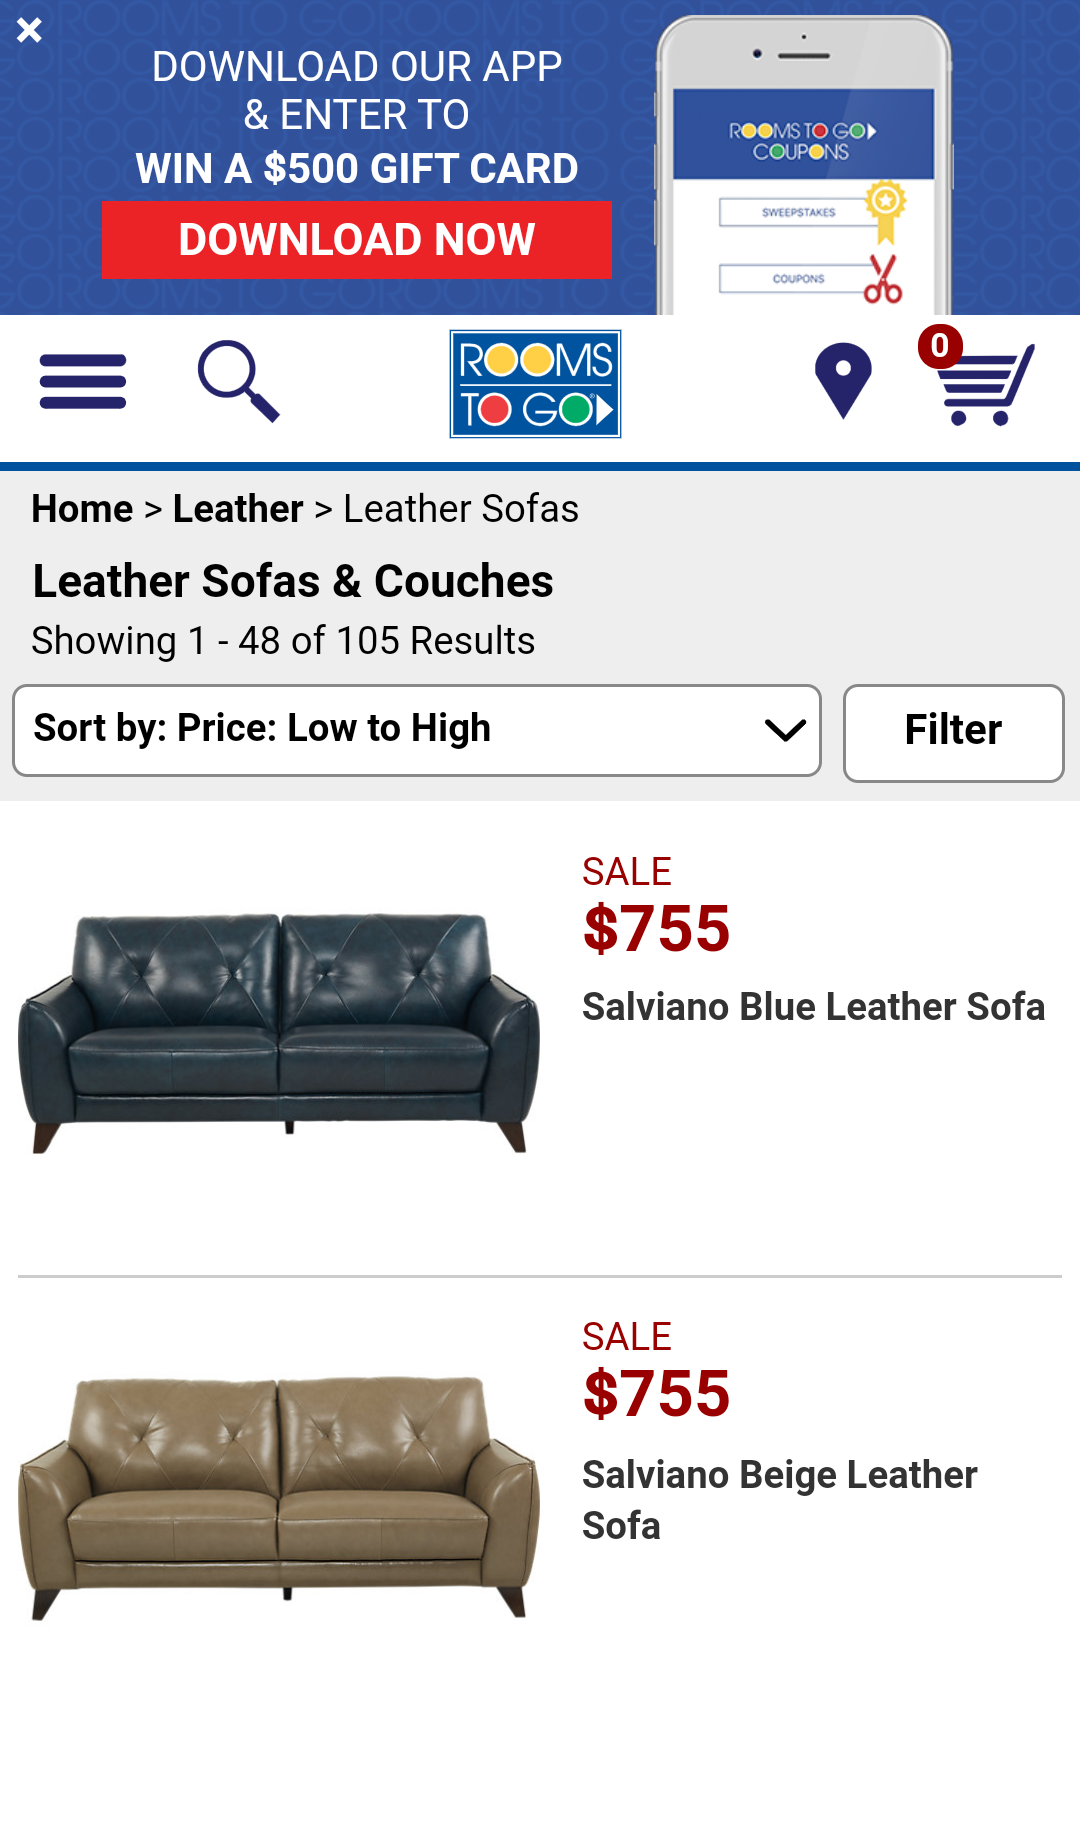 DOWNLOAD OUR APP
& ENTER TO
WIN A $500 GIFT CARD
DOWNLOAD NOW
ROOMS TO GO
COUPONS
SWEEPSTAKES
COUPONS
ROOMS
TO GO
0
Home > Leather > Leather Sofas
Leather Sofas & Couches
Showing 1 - 48 of 105 Results
Sort by: Price: Low to High
Filter
SALE
$755
Salviano Blue Leather Sofa
SALE
$755
Salviano Beige Leather
Sofa